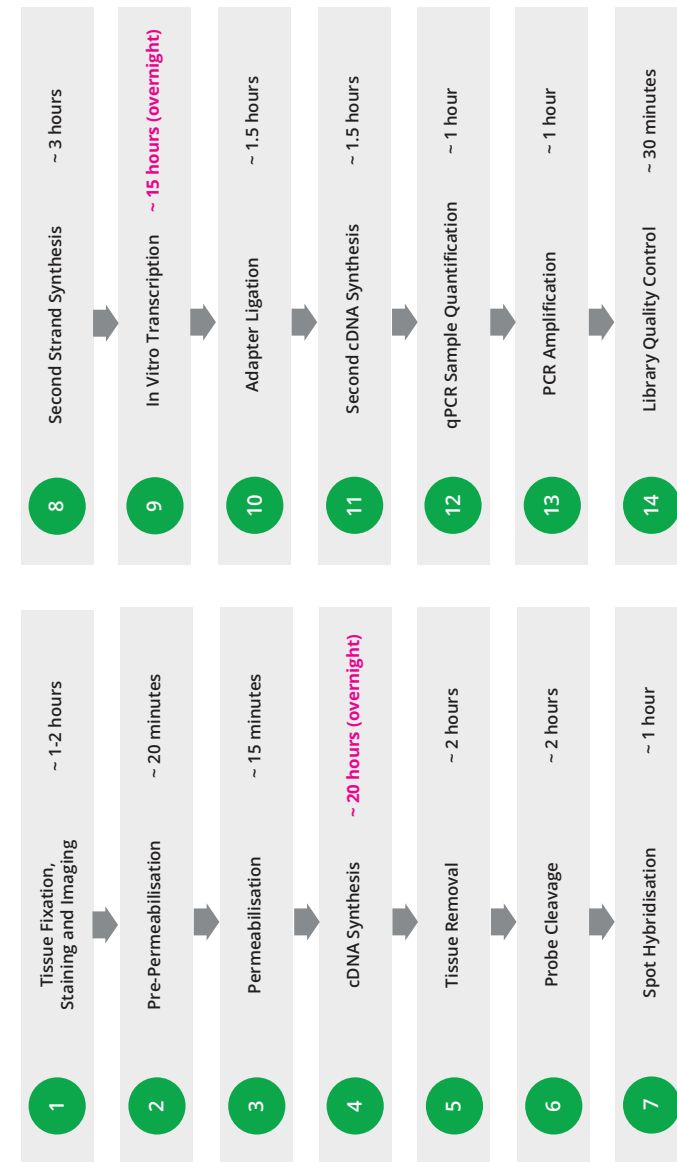 1
Tissue Fixation,
Staining and Imaging
~ 1-2 hours
2
Pre-Permeabilisation
~ 20 minutes
3
Permeabilisation
~ 15 minutes
4
cDNA Synthesis
~ 20 hours (overnight)
5
Tissue Removal
~ 2 hours
6
Probe Cleavage
~ 2 hours
7
Spot Hybridisation
~ 1 hour
8
Second Strand Synthesis
~ 3 hours
9
In Vitro Transcription
~ 15 hours (overnight)
10
Adapter Ligation
~ 1.5 hours
11
Second cDNA Synthesis
~ 1.5 hours
12
qPCR Sample Quantification
~ 1 hour
13
PCR Amplification
~ 1 hour
14
Library Quality Control
~ 30 minutes